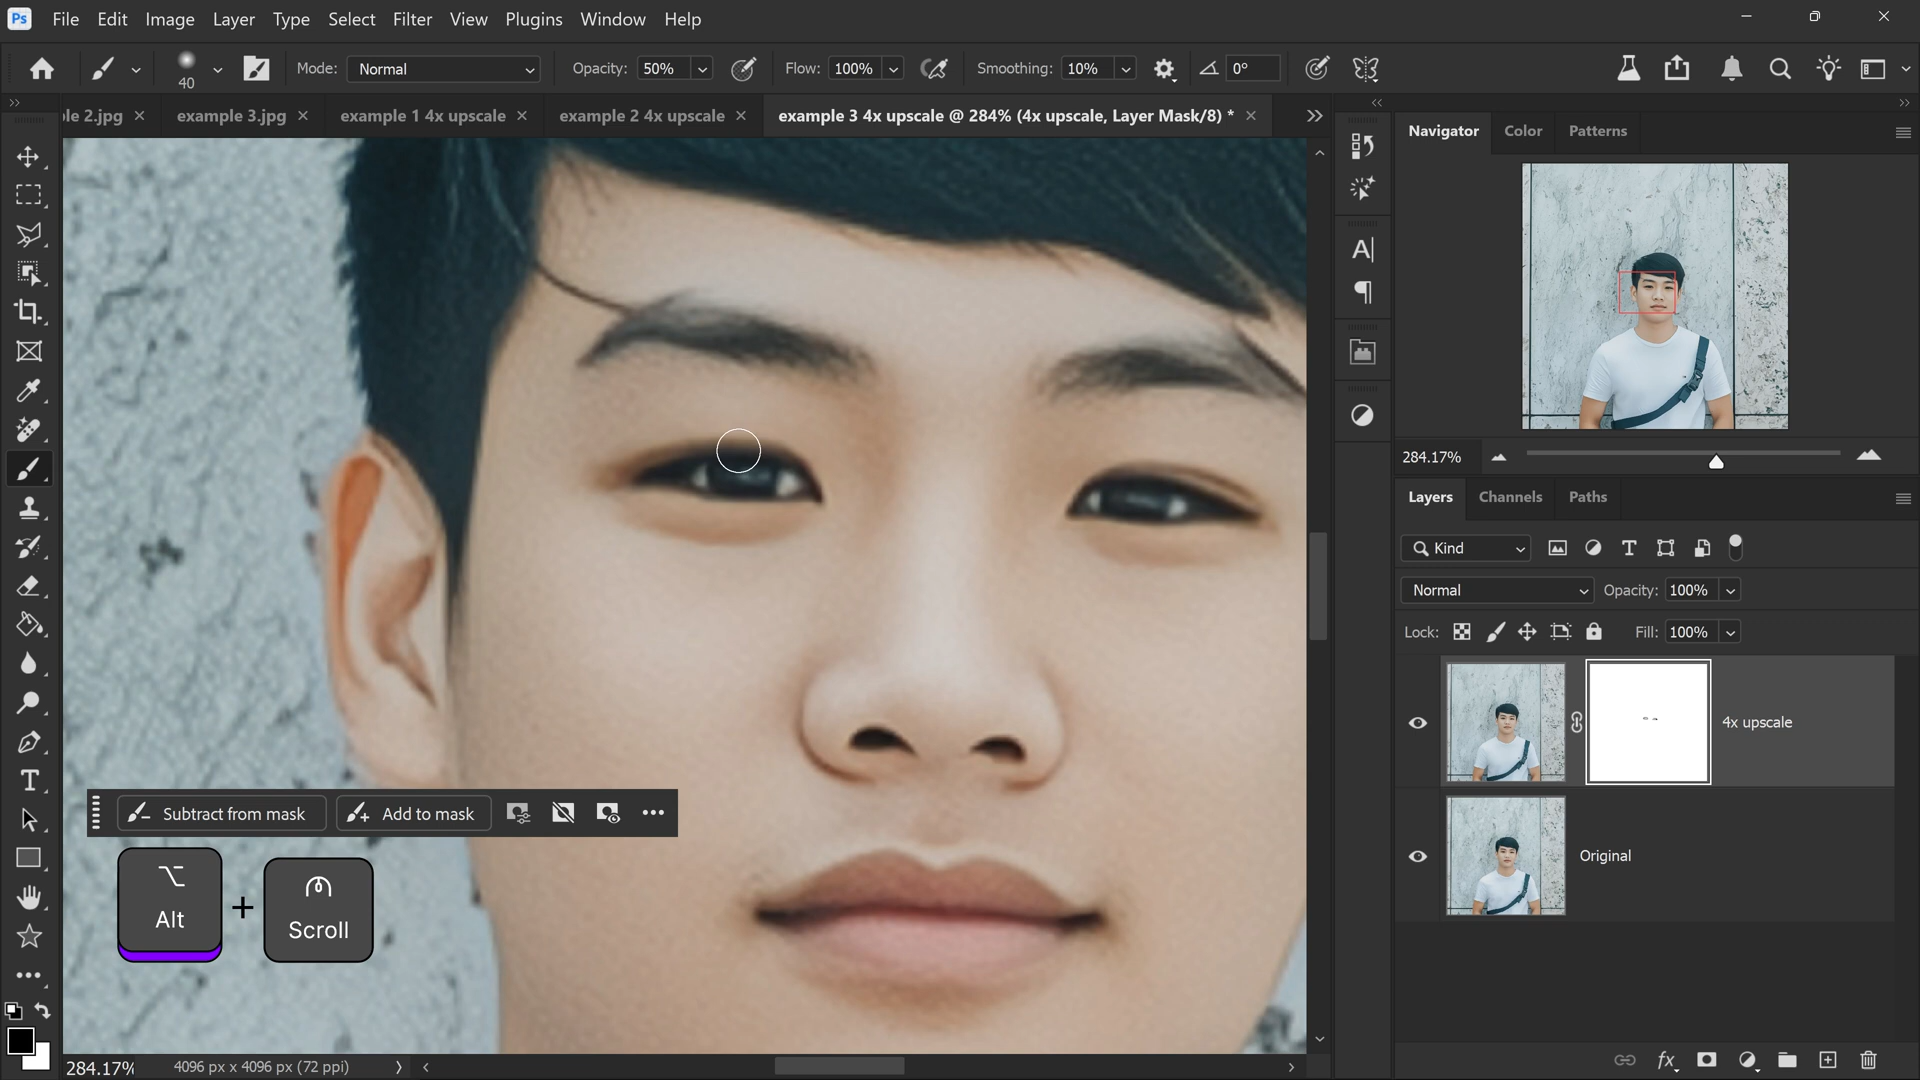 Ps File Edit Image Layer Type Select Filter View Plugins Window Help
40 Mode: Normal Opacity: 50% Flow: 100% Smoothing: 10% 0°
le 2.jpg example 3.jpg example 1 4x upscale example 2 4x upscale example 3 4x upscale @ 284% (4x upscale, Layer Mask/8) *
Navigator Color Patterns
284.17%
Layers Channels Paths
Kind
Normal Opacity: 100%
Lock: Fill: 100%
4x upscale
Original
Subtract from mask Add to mask
Alt + Scroll
284.17% 4096 px x 4096 px (72 ppi)